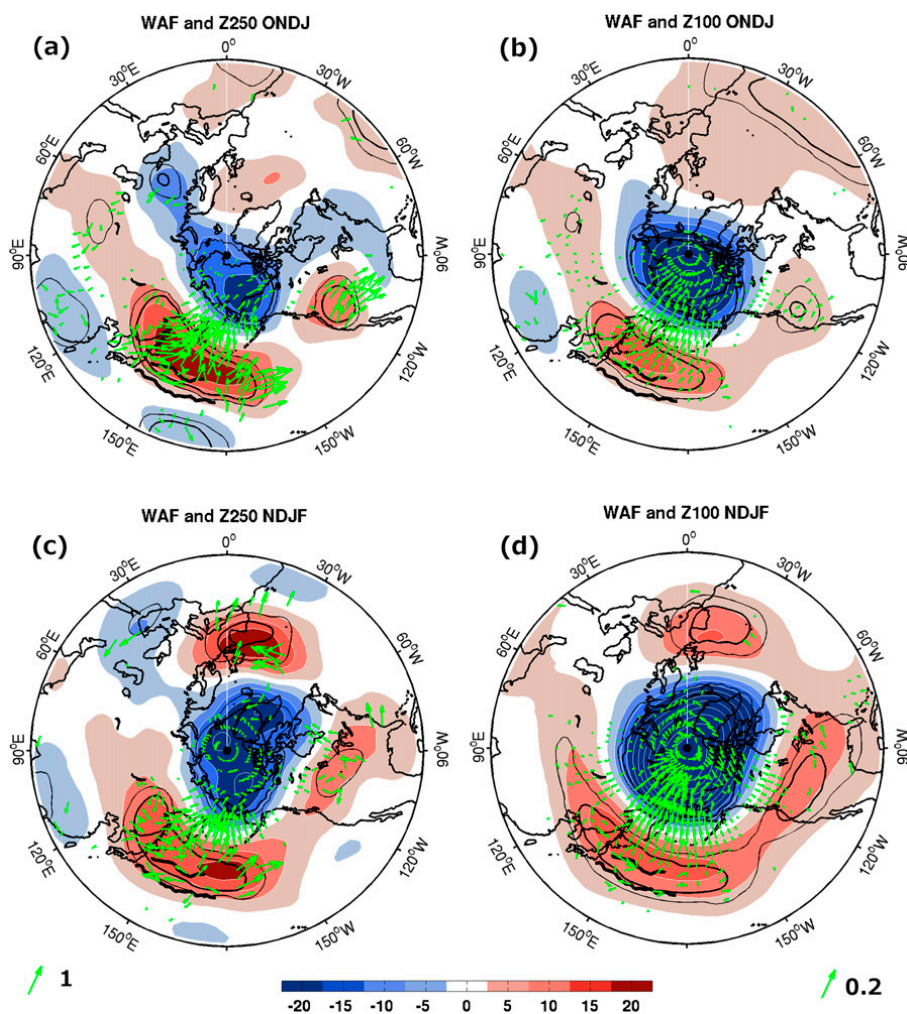 WAF and Z250 ONDJ
WAF and Z100 ONDJ
(a)
(b)
0°
0°
30°E
30°W
30°E
30°W
60°E
60°W
60°E
60°W
90°E
90°W
90°E
90°W
120°E
120°W
120°E
120°W
150°E
150°W
150°E
150°W
WAF and Z250 NDJF
WAF and Z100 NDJF
(c)
(d)
0°
0°
30°E
30°W
30°E
30°W
60°E
60°W
60°E
60°W
90°E
90°W
90°E
90°W
120°E
120°W
120°E
120°W
150°E
150°W
150°E
150°W
1
0.2
-20 -15 -10 -5 0 5 10 15 20